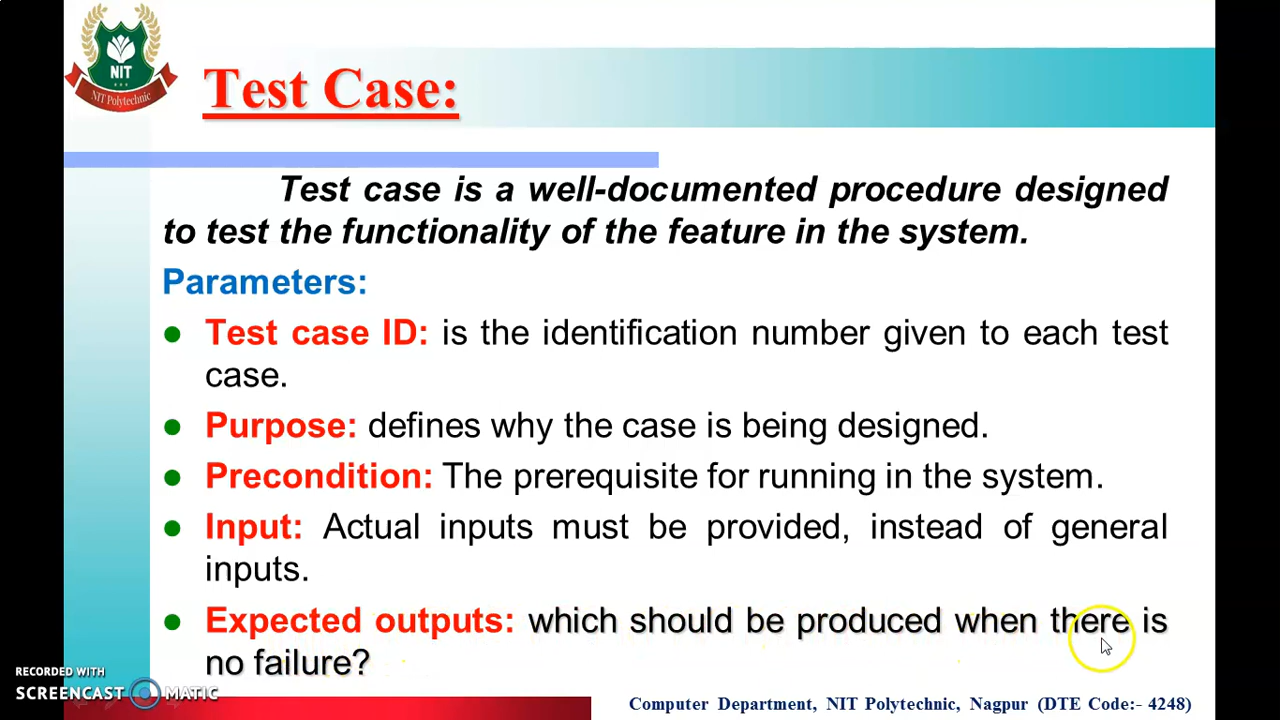 NIT
NIT Polytechnic
Test Case:
Test case is a well-documented procedure designed
to test the functionality of the feature in the system.
Parameters:
Test case ID: is the identification number given to each test
case.
Purpose: defines why the case is being designed.
Precondition: The prerequisite for running in the system.
Input: Actual inputs must be provided, instead of general
inputs.
Expected outputs: which should be produced when there is
no failure?
RECORDED WITH
SCREENCAST MATIC
Computer Department, NIT Polytechnic, Nagpur (DTE Code:- 4248)